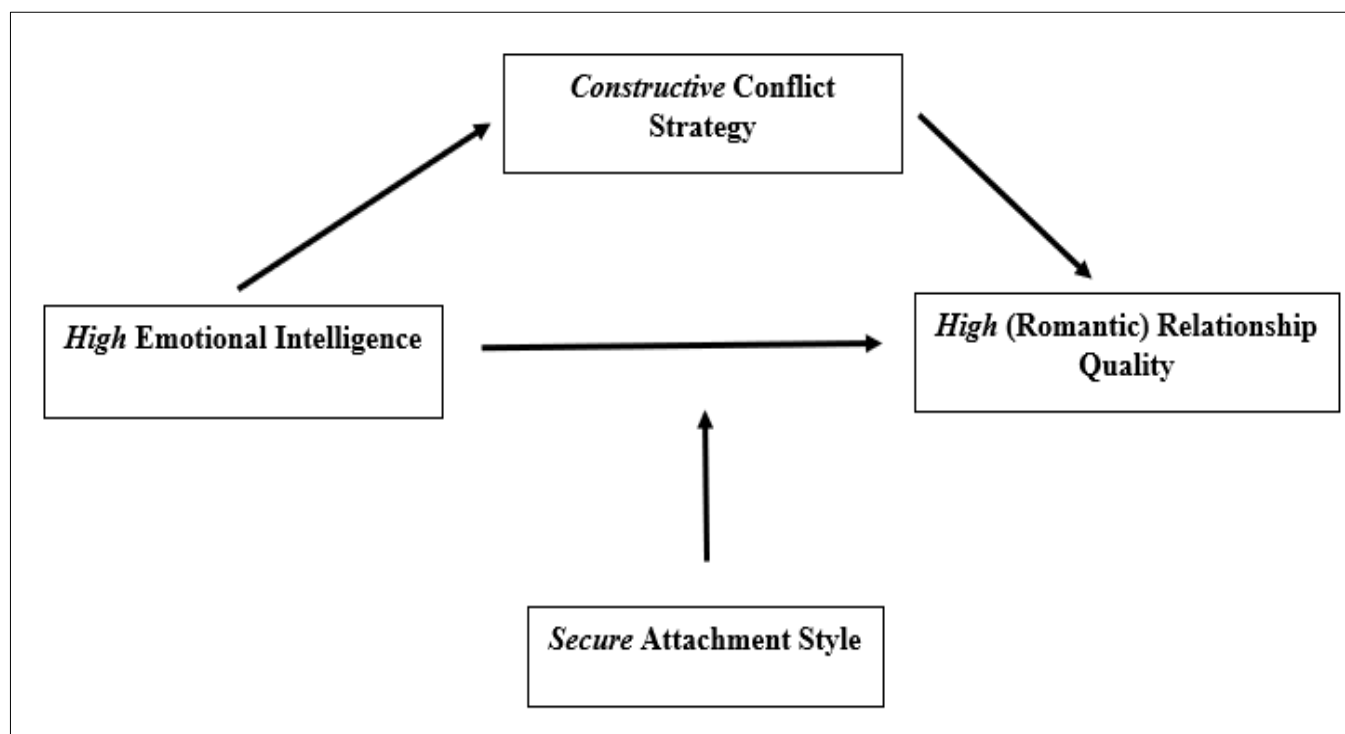 Constructive Conflict
Strategy
High Emotional Intelligence
High (Romantic) Relationship
Quality
Secure Attachment Style